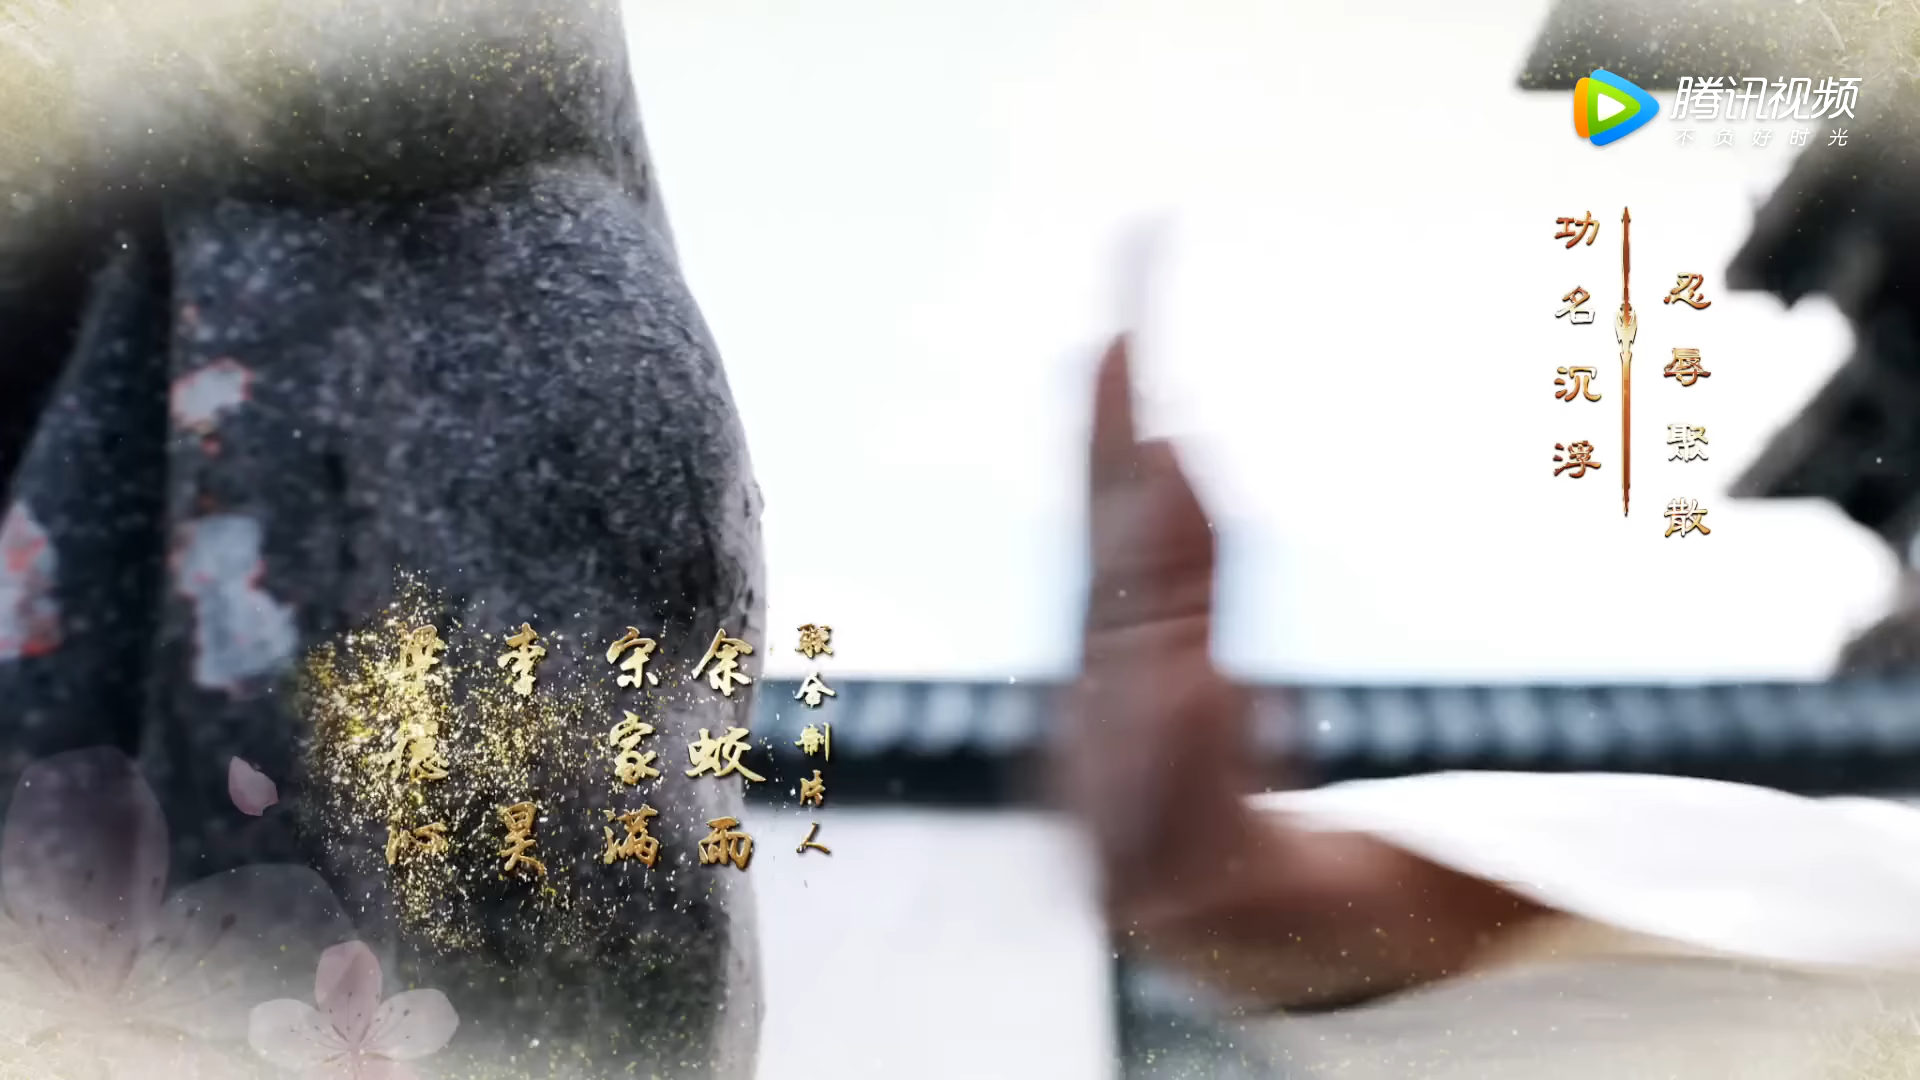 腾讯视频
不负好时光
功名沉浮
忍辱聚散
联合制片人
余蛟雨
宋家满
李昊